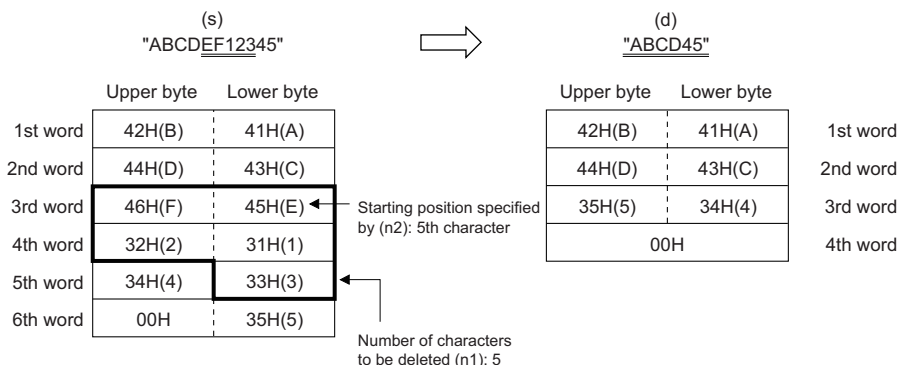 (s) (d)
"ABCDEF12345" "ABCD45"
Upper byte Lower byte Upper byte Lower byte
1st word 42H(B) 41H(A) 42H(B) 41H(A) 1st word
2nd word 44H(D) 43H(C) 44H(D) 43H(C) 2nd word
3rd word 46H(F) 45H(E) Starting position specified 35H(5) 34H(4) 3rd word
by (n2): 5th character
4th word 32H(2) 31H(1) 00H 4th word
5th word 34H(4) 33H(3)
6th word 00H 35H(5)
Number of characters
to be deleted (n1): 5